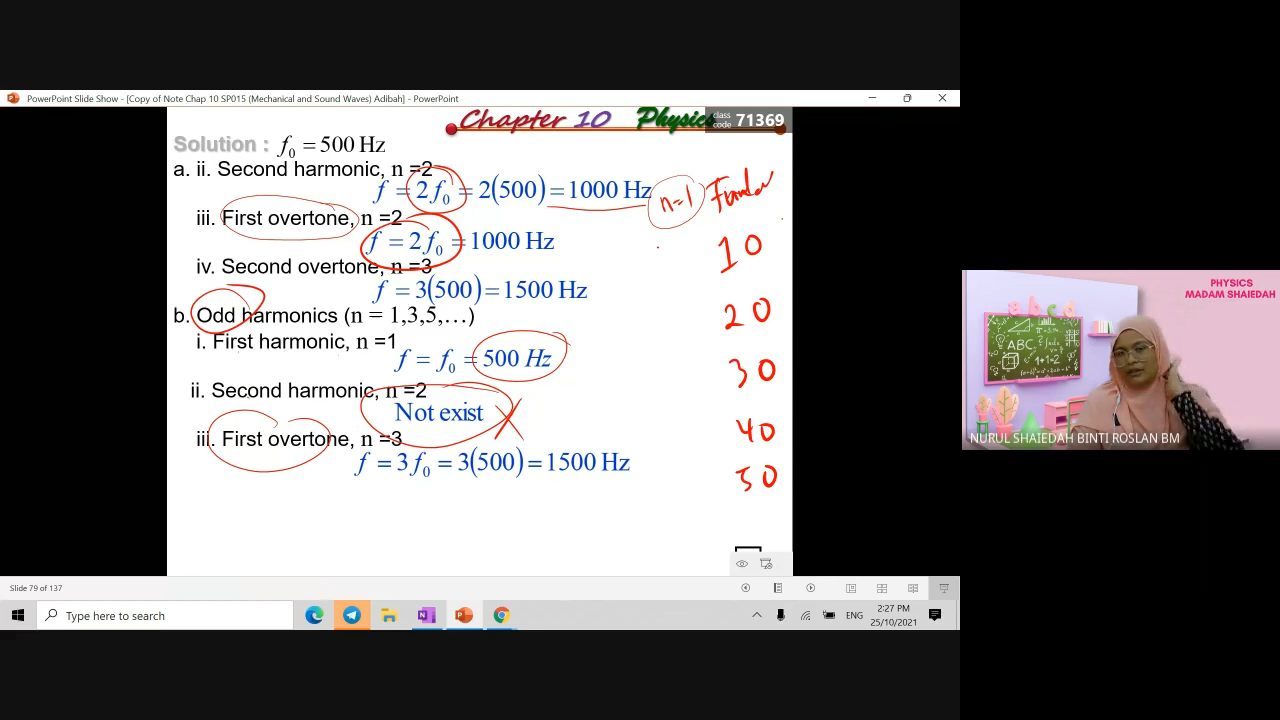 PowerPoint Slide Show - [Copy of Note Chap 10 SP015 (Mechanical and Sound Waves) Adibah] - PowerPoint
Chapter 10 Physics
class code 71369
Solution : f₀ = 500 Hz
a. ii. Second harmonic, n =2
f = 2f₀ = 2(500) = 1000 Hz
n=1
iii. First overtone, n =2
f = 2f₀ = 1000 Hz
10
iv. Second overtone, n =3
f = 3(500) = 1500 Hz
20
b. Odd harmonics (n = 1,3,5,…)
i. First harmonic, n =1
f = f₀ = 500 Hz
30
ii. Second harmonic, n =2
Not exist
40
iii. First overtone, n =3
f = 3f₀ = 3(500) = 1500 Hz
50
PHYSICS
MADAM SHAIEDAH
a b c d
ABC
1+1=2
NURUL SHAIEDAH BINTI ROSLAN BM
Slide 79 of 137
Type here to search
ENG
2:27 PM
25/10/2021